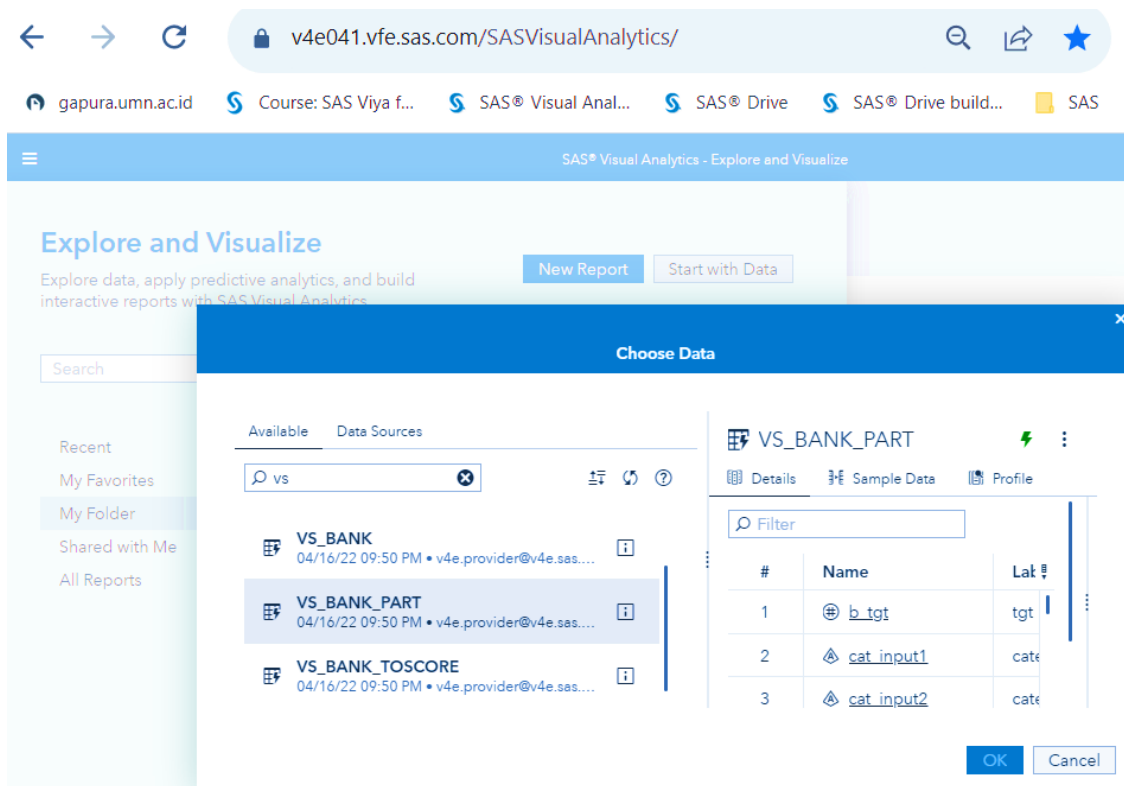 v4e041.vfe.sas.com/SASVisualAnalytics/
gapura.umn.ac.id Course: SAS Viya f... SAS® Visual Anal... SAS® Drive SAS® Drive build... SAS
SAS® Visual Analytics - Explore and Visualize
Explore and Visualize
Explore data, apply predictive analytics, and build
interactive reports with SAS Visual Analytics
New Report Start with Data
Search
Recent
My Favorites
My Folder
Shared with Me
All Reports
Choose Data
Available Data Sources
vs
VS_BANK
04/16/22 09:50 PM • v4e.provider@v4e.sas....
VS_BANK_PART
04/16/22 09:50 PM • v4e.provider@v4e.sas....
VS_BANK_TOSCORE
04/16/22 09:50 PM • v4e.provider@v4e.sas....
VS_BANK_PART
Details Sample Data Profile
Filter
# Name Lab
1 b_tgt tgt
2 cat_input1 cate
3 cat_input2 cate
OK Cancel